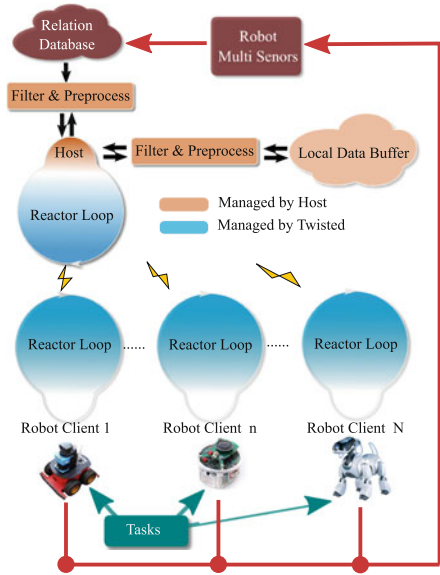 Relation
Database
Robot
Multi Senors
Filter & Preprocess
Host
Filter & Preprocess
Local Data Buffer
Reactor Loop
Managed by Host
Managed by Twisted
Reactor Loop
......
Reactor Loop
......
Reactor Loop
Robot Client 1
Robot Client n
Robot Client N
Tasks